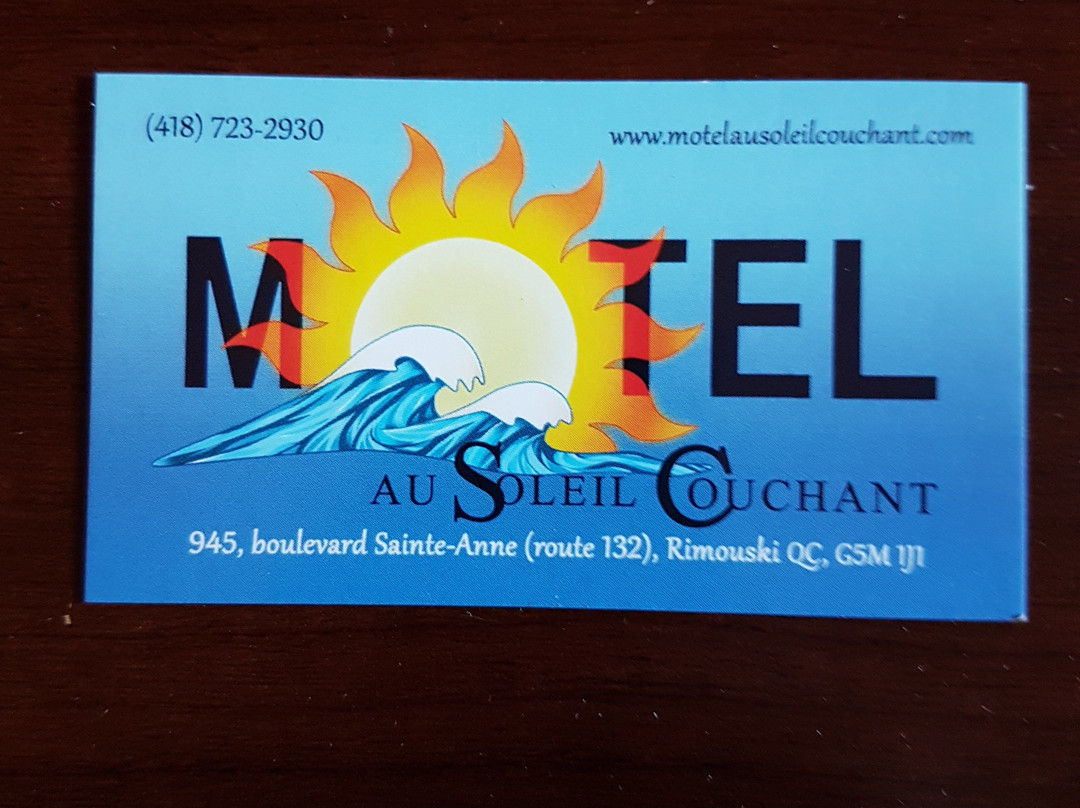 (418) 723-2930
www.motelausoleilcouchant.com
MOTEL
AU SOLEIL COUCHANT
945, boulevard Sainte-Anne (route 132), Rimouski QC, G5M 1J1